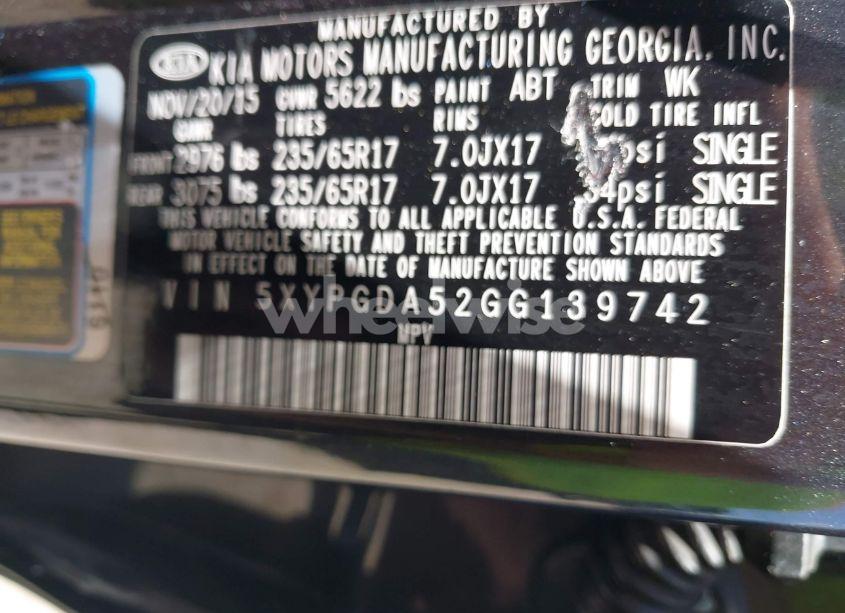 MANUFACTURED BY
KIA KIA MOTORS MANUFACTURING GEORGIA, INC.
NOV/20/15 GVWR 5622 lbs PAINT ABT TRIM WK
GAWR TIRES RIMS COLD TIRE INFL
FRONT 2976 lbs 235/65R17 7.0JX17 psi SINGLE
REAR 3075 lbs 235/65R17 7.0JX17 34psi SINGLE
THIS VEHICLE CONFORMS TO ALL APPLICABLE U.S.A. FEDERAL
MOTOR VEHICLE SAFETY AND THEFT PREVENTION STANDARDS
IN EFFECT ON THE DATE OF MANUFACTURE SHOWN ABOVE
VIN 5XYPGDA52GG139742
MPV
wheelwise